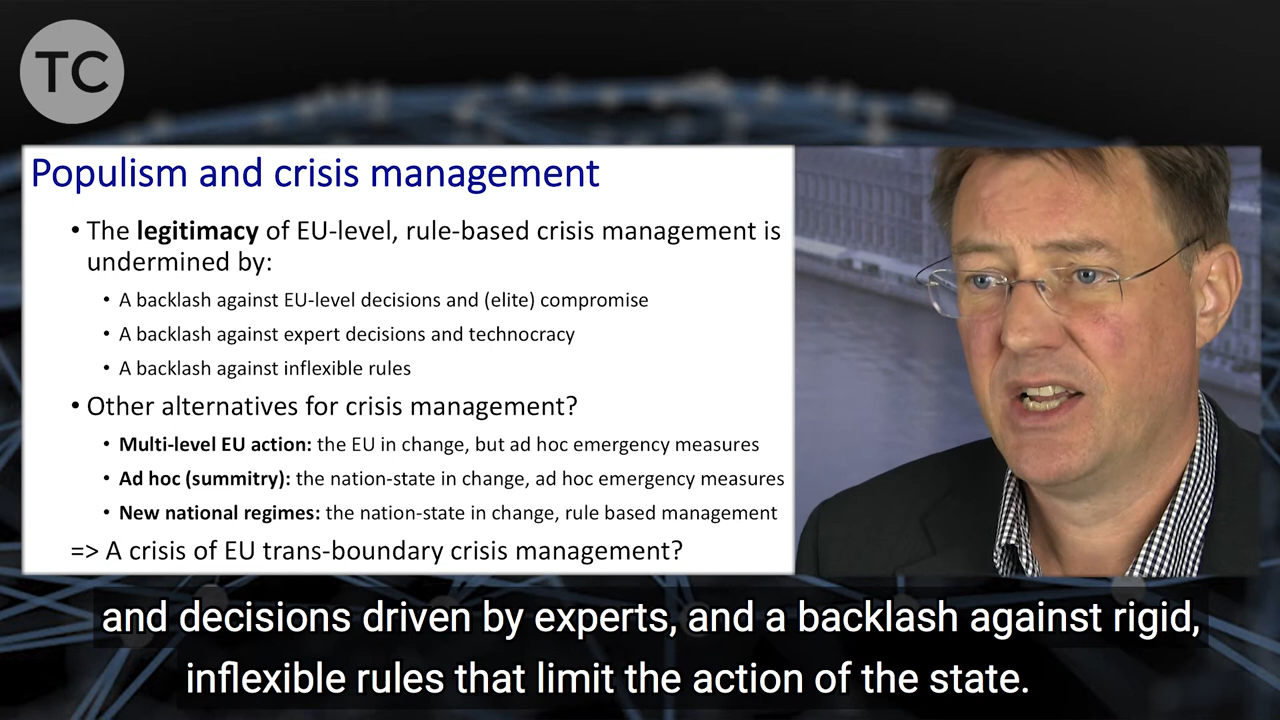 TC
Populism and crisis management
• The legitimacy of EU-level, rule-based crisis management is
undermined by:
• A backlash against EU-level decisions and (elite) compromise
• A backlash against expert decisions and technocracy
• A backlash against inflexible rules
• Other alternatives for crisis management?
• Multi-level EU action: the EU in change, but ad hoc emergency measures
• Ad hoc (summitry): the nation-state in change, ad hoc emergency measures
• New national regimes: the nation-state in change, rule based management
=> A crisis of EU trans-boundary crisis management?
and decisions driven by experts, and a backlash against rigid,
inflexible rules that limit the action of the state.